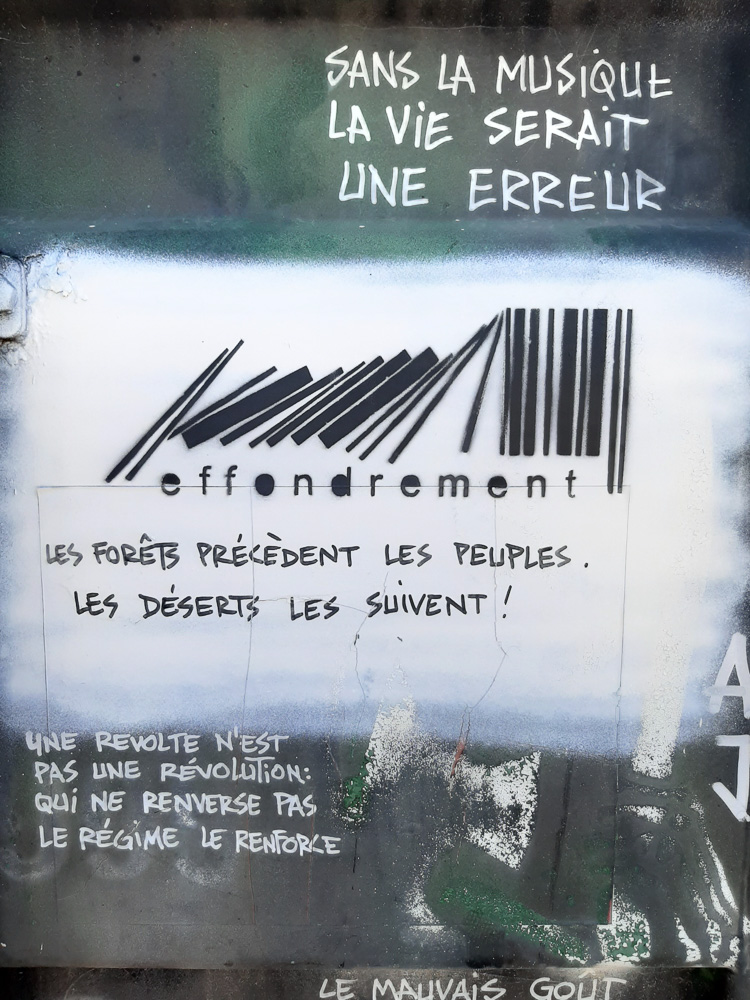 SANS LA MUSiQUE
LA ViE SERAiT
UNE ERREUR
effondrement
LES FORÊTS PRÉCÈDENT LES PEUPLES.
LES DÉSERTS LES SUIVENT !
UNE REVOLTE N'EST
PAS UNE RÉVOLUTION:
QUi NE RENVERSE PAS
LE RÉGIME LE RENFORCE
A
J
LE MAUVAiS GOÛT